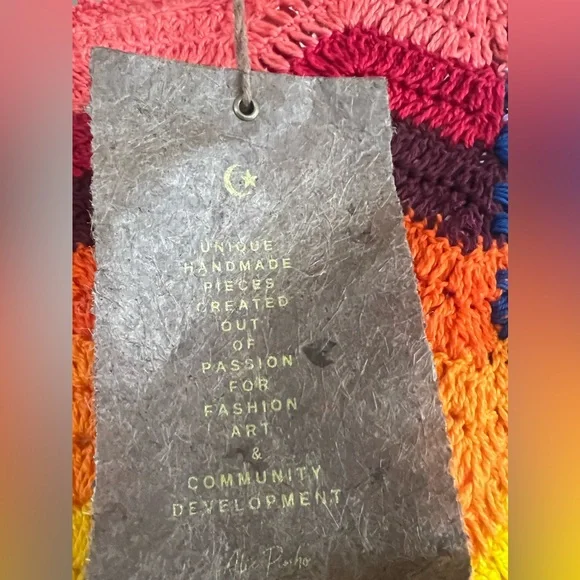 UNIQUE
HANDMADE
PIECES
CREATED
OUT
OF
PASSION
FOR
FASHION
ART
&
COMMUNITY
DEVELOPMENT